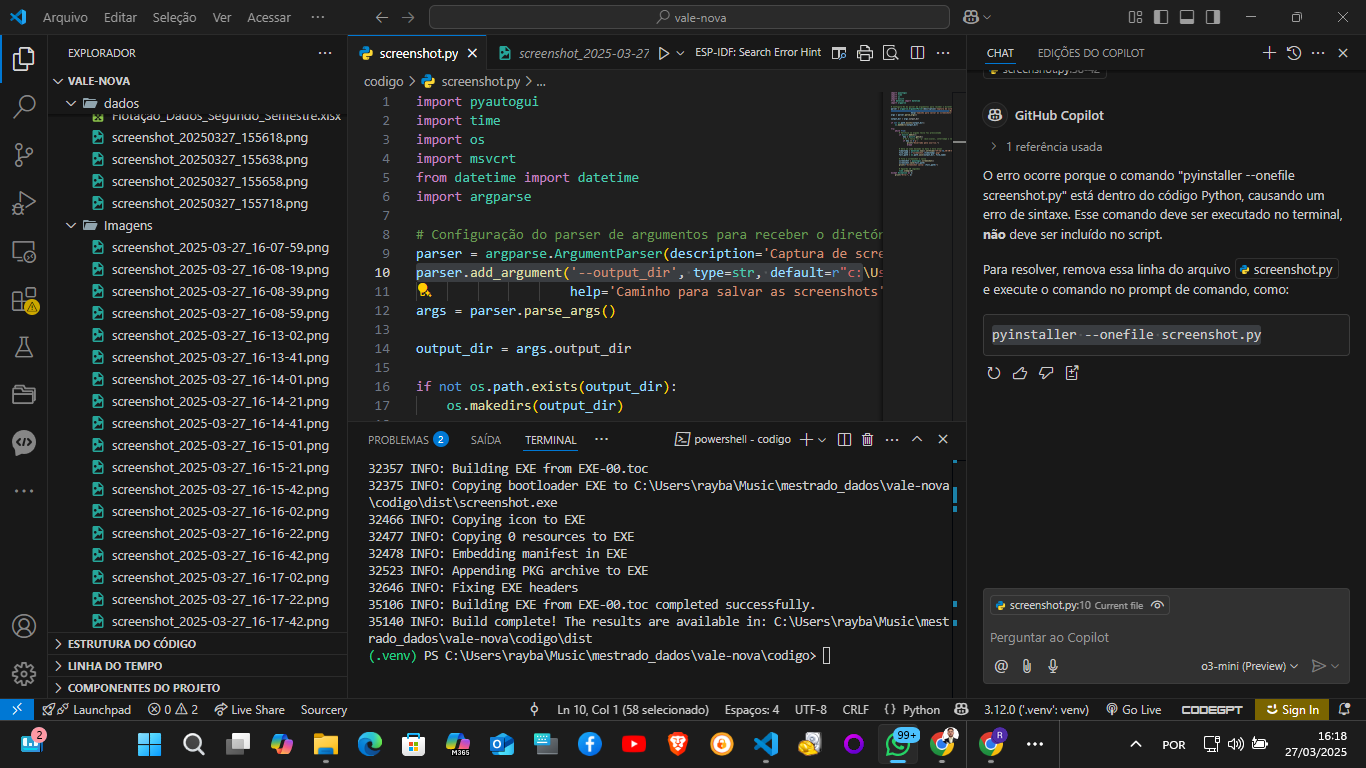 Arquivo Editar Seleção Ver Acessar ···
vale-nova
EXPLORADOR ···
VALE-NOVA
dados
Flotação_Dados_Segundo_Semestre.xlsx
screenshot_20250327_155618.png
screenshot_20250327_155638.png
screenshot_20250327_155658.png
screenshot_20250327_155718.png
Imagens
screenshot_2025-03-27_16-07-59.png
screenshot_2025-03-27_16-08-19.png
screenshot_2025-03-27_16-08-39.png
screenshot_2025-03-27_16-08-59.png
screenshot_2025-03-27_16-13-02.png
screenshot_2025-03-27_16-13-41.png
screenshot_2025-03-27_16-14-01.png
screenshot_2025-03-27_16-14-21.png
screenshot_2025-03-27_16-14-41.png
screenshot_2025-03-27_16-15-01.png
screenshot_2025-03-27_16-15-21.png
screenshot_2025-03-27_16-15-42.png
screenshot_2025-03-27_16-16-02.png
screenshot_2025-03-27_16-16-22.png
screenshot_2025-03-27_16-16-42.png
screenshot_2025-03-27_16-17-02.png
screenshot_2025-03-27_16-17-22.png
screenshot_2025-03-27_16-17-42.png
ESTRUTURA DO CÓDIGO
LINHA DO TEMPO
COMPONENTES DO PROJETO
screenshot.py screenshot_2025-03-27 ESP-IDF: Search Error Hint ···
codigo > screenshot.py > ...
1 import pyautogui
2 import time
3 import os
4 import msvcrt
5 from datetime import datetime
6 import argparse
7
8 # Configuração do parser de argumentos para receber o diretór
9 parser = argparse.ArgumentParser(description='Captura de scre
10 parser.add_argument('--output_dir', type=str, default=r"c:\Us
11 help='Caminho para salvar as screenshots'
12 args = parser.parse_args()
13
14 output_dir = args.output_dir
15
16 if not os.path.exists(output_dir):
17 os.makedirs(output_dir)
PROBLEMAS 2 SAÍDA TERMINAL ··· powershell - codigo
32357 INFO: Building EXE from EXE-00.toc
32375 INFO: Copying bootloader EXE to C:\Users\rayba\Music\mestrado_dados\vale-nova
\codigo\dist\screenshot.exe
32466 INFO: Copying icon to EXE
32477 INFO: Copying 0 resources to EXE
32478 INFO: Embedding manifest in EXE
32523 INFO: Appending PKG archive to EXE
32646 INFO: Fixing EXE headers
35106 INFO: Building EXE from EXE-00.toc completed successfully.
35140 INFO: Build complete! The results are available in: C:\Users\rayba\Music\mest
rado_dados\vale-nova\codigo\dist
(.venv) PS C:\Users\rayba\Music\mestrado_dados\vale-nova\codigo>
CHAT EDIÇÕES DO COPILOT
screenshot.py:36-42
GitHub Copilot
1 referência usada
O erro ocorre porque o comando "pyinstaller --onefile
screenshot.py" está dentro do código Python, causando um
erro de sintaxe. Esse comando deve ser executado no terminal,
não deve ser incluído no script.
Para resolver, remova essa linha do arquivo screenshot.py
e execute o comando no prompt de comando, como:
pyinstaller --onefile screenshot.py
screenshot.py:10 Current file
Perguntar ao Copilot
o3-mini (Preview)
Launchpad 0 2 Live Share Sourcery Ln 10, Col 1 (58 selecionado) Espaços: 4 UTF-8 CRLF Python 3.12.0 ('.venv': venv) Go Live CODEGPT Sign In
2 M365 99+ R POR 16:18
27/03/2025